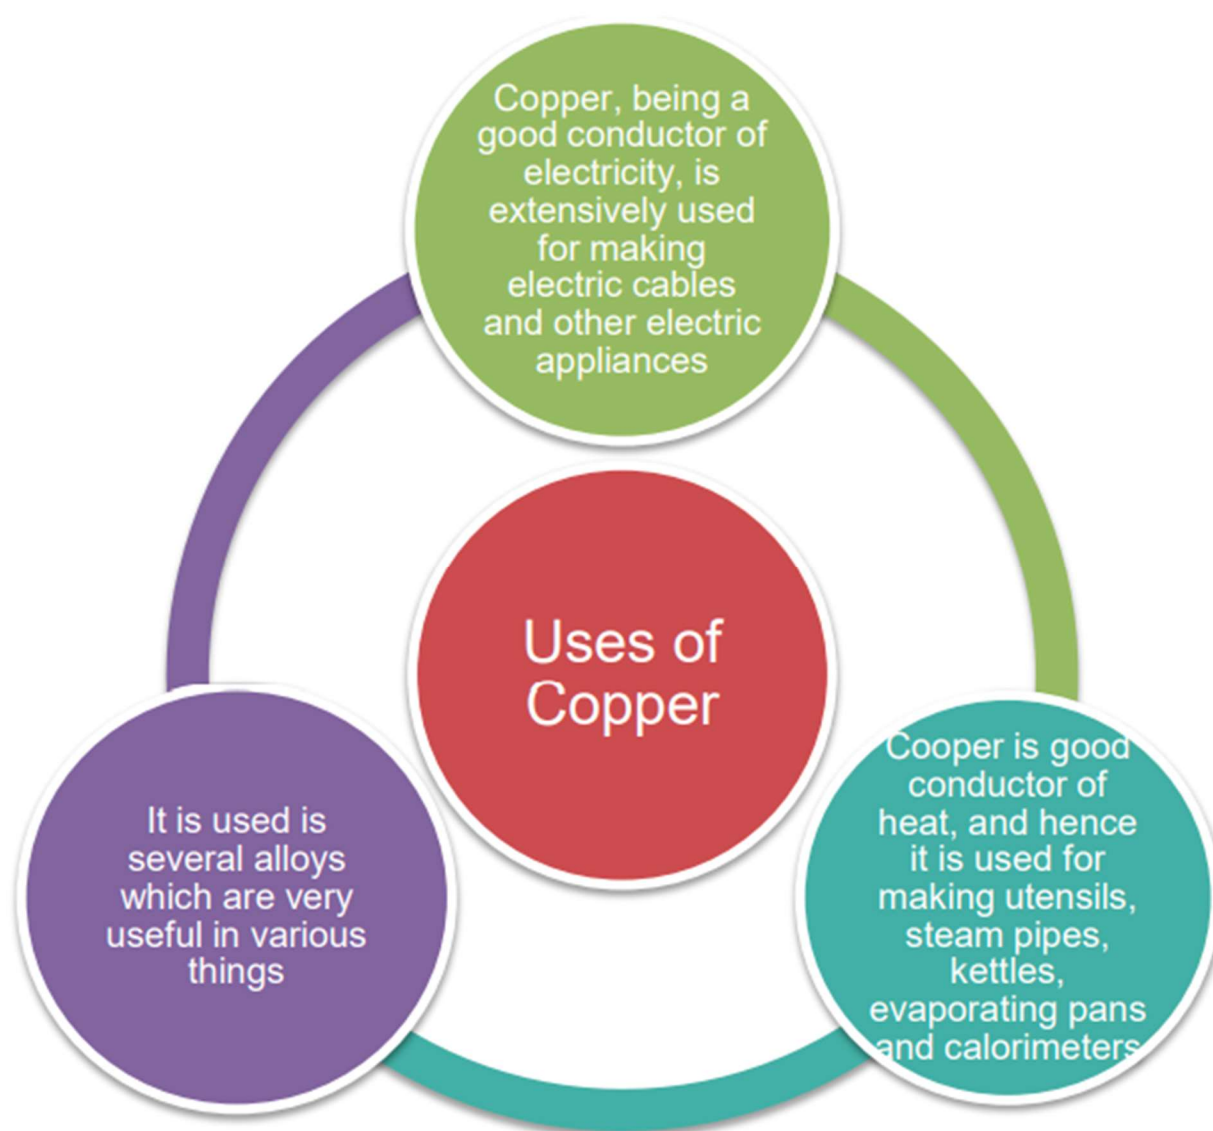 Copper, being a
good conductor of
electricity, is
extensively used
for making
electric cables
and other electric
appliances
Uses of
Copper
It is used is
several alloys
which are very
useful in various
things
Cooper is good
conductor of
heat, and hence
it is used for
making utensils,
steam pipes,
kettles,
evaporating pans
and calorimeters